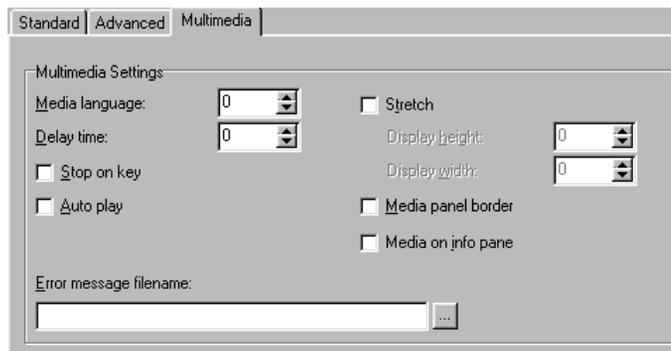 Standard Advanced Multimedia
Multimedia Settings
Media language: 0
Stretch
Delay time: 0
Display height: 0
Stop on key
Display width: 0
Auto play
Media panel border
Media on info pane
Error message filename:
...